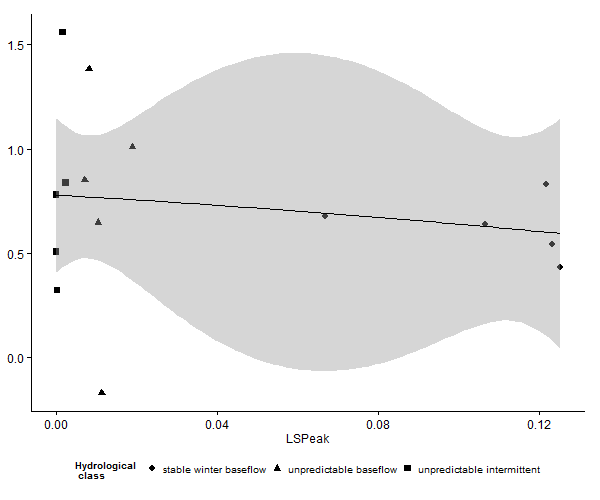 1.5
1.0
0.5
0.0
0.00 0.04 0.08 0.12
LSPeak
Hydrological
class
stable winter baseflow unpredictable baseflow unpredictable intermittent